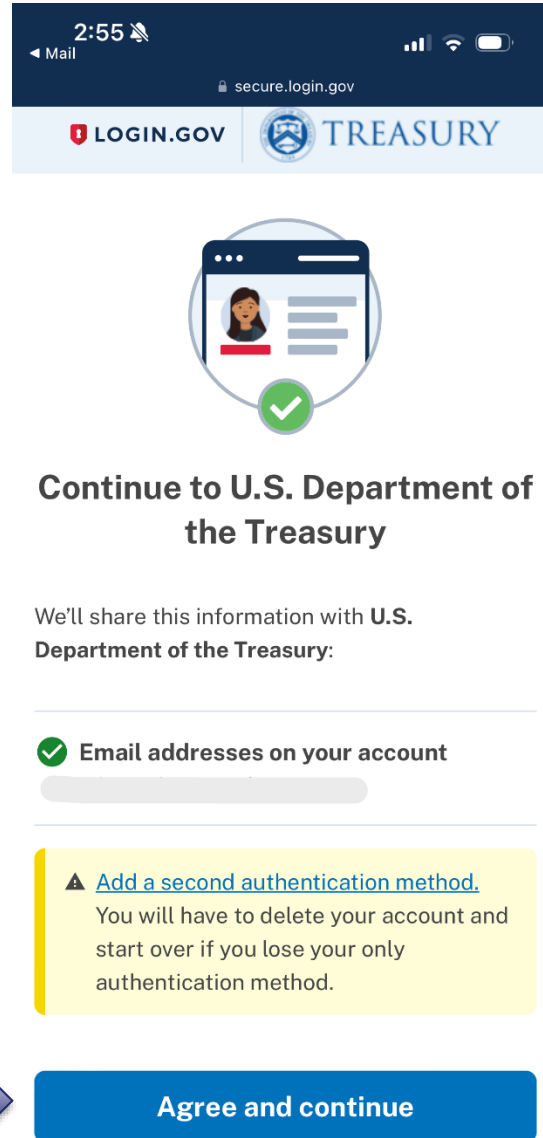 2:55
◀ Mail
secure.login.gov
LOGIN.GOV
TREASURY
Continue to U.S. Department of
the Treasury
We'll share this information with U.S.
Department of the Treasury:
Email addresses on your account
Add a second authentication method.
You will have to delete your account and
start over if you lose your only
authentication method.
Agree and continue